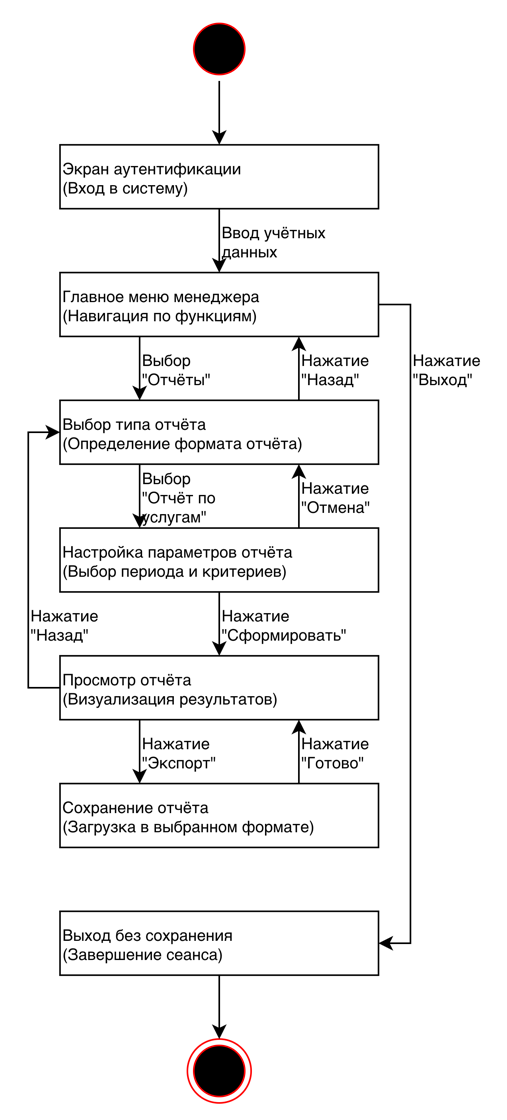 Экран аутентификации
(Вход в систему)
Ввод учётных
данных
Главное меню менеджера
(Навигация по функциям)
Выбор
"Отчёты"
Нажатие
"Назад"
Нажатие
"Выход"
Выбор типа отчёта
(Определение формата отчёта)
Выбор
"Отчёт по
услугам"
Нажатие
"Отмена"
Настройка параметров отчёта
(Выбор периода и критериев)
Нажатие
"Назад"
Нажатие
"Сформировать"
Просмотр отчёта
(Визуализация результатов)
Нажатие
"Экспорт"
Нажатие
"Готово"
Сохранение отчёта
(Загрузка в выбранном формате)
Выход без сохранения
(Завершение сеанса)